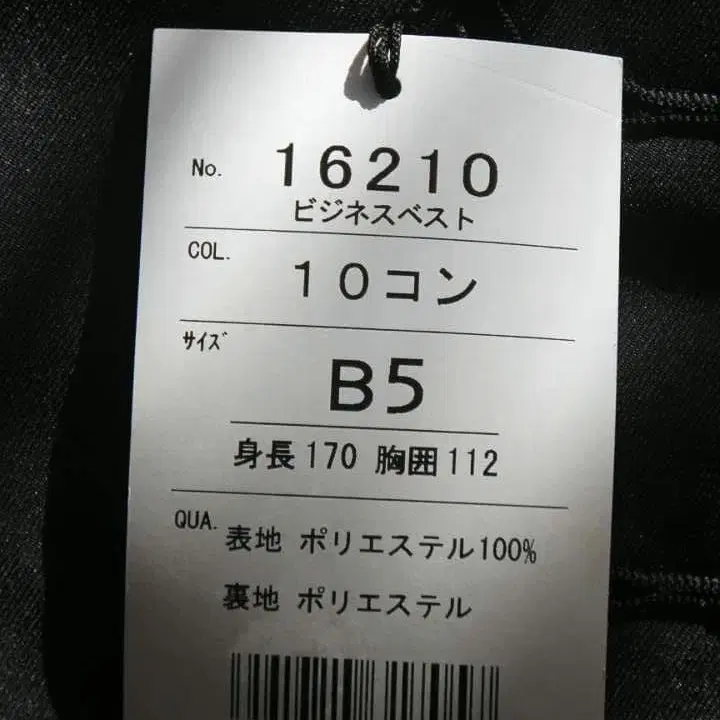 No. 16210
ビジネスベスト
COL. 10コン
サイズ B5
身長170 胸囲112
QUA. 表地 ポリエステル100%
裏地 ポリエステル